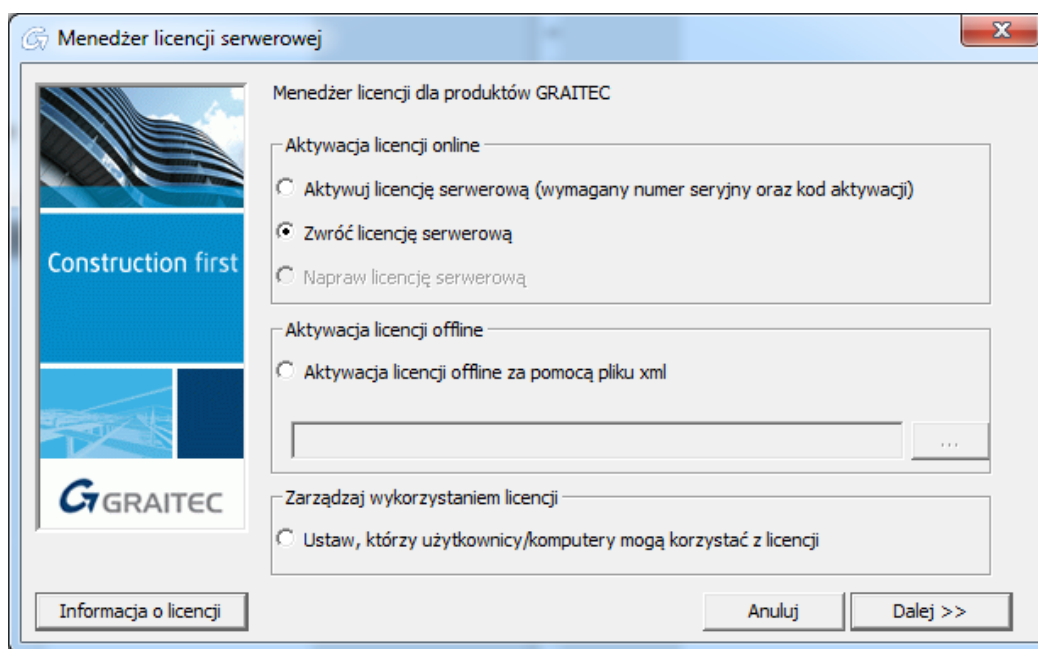 Menedżer licencji serwerowej
Menedżer licencji dla produktów GRAITEC
Aktywacja licencji online
Aktywuj licencję serwerową (wymagany numer seryjny oraz kod aktywacji)
Zwróć licencję serwerową
Napraw licencję serwerową
Aktywacja licencji offline
Aktywacja licencji offline za pomocą pliku xml
...
Zarządzaj wykorzystaniem licencji
Ustaw, którzy użytkownicy/komputery mogą korzystać z licencji
Construction first
GRAITEC
Informacja o licencji
Anuluj
Dalej >>